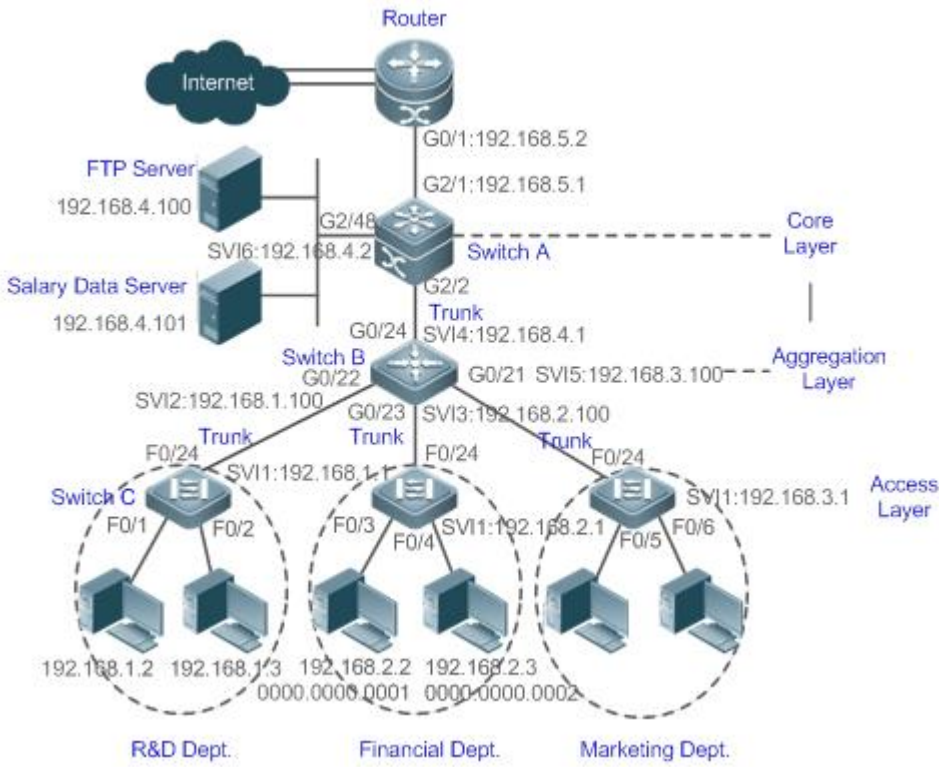 Router
Internet
G0/1:192.168.5.2
FTP Server
G2/1:192.168.5.1
192.168.4.100
G2/48
SVI6:192.168.4.2
Switch A
Core
Layer
Salary Data Server
G2/2
Trunk
192.168.4.101
G0/24
SVI4:192.168.4.1
Switch B
G0/22
G0/21
SVI5:192.168.3.100
Aggregation
Layer
SVI2:192.168.1.100
G0/23
SVI3:192.168.2.100
Trunk
Trunk
Trunk
F0/24
SVI1:192.168.1.1
F0/24
F0/24
Switch C
SVI1:192.168.3.1
Access
Layer
F0/1
F0/2
F0/3
F0/4
SVI1:192.168.2.1
F0/5
F0/6
192.168.1.2
192.168.1.3
192.168.2.2
192.168.2.3
0000.0000.0001
0000.0000.0002
R&D Dept.
Financial Dept.
Marketing Dept.